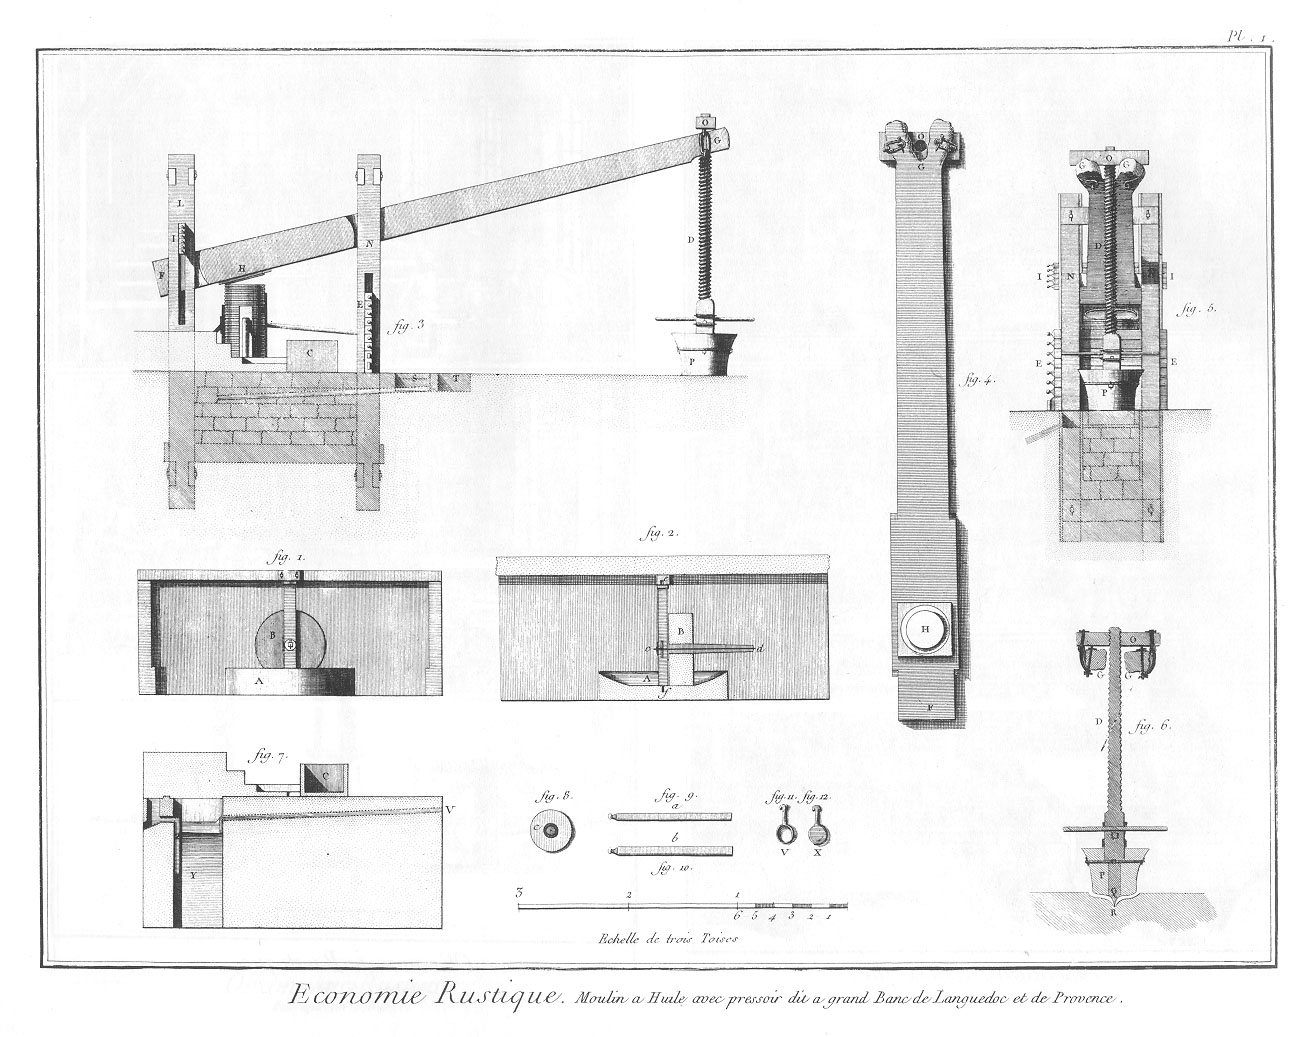 Pl. 1.
O
G
L
I
N
D
F
H
E
fig. 3
C
P
S
T
O
G
fig. 4.
H
F
O
G G
D
I N N I
fig. 5.
E E
P
fig. 1.
B
A
fig. 2.
B
c d
A
f
O
G G
D
fig. 6.
P
R
fig. 7.
C
V
Y
fig. 8.
c
fig. 9.
a
b
fig. 10.
fig. 11. fig. 12.
V X
3 2 1
6 5 4 3 2 1
Echelle de trois Toises
Economie Rustique. Moulin a Huile avec pressoir dit a grand Banc de Languedoc et de Provence.